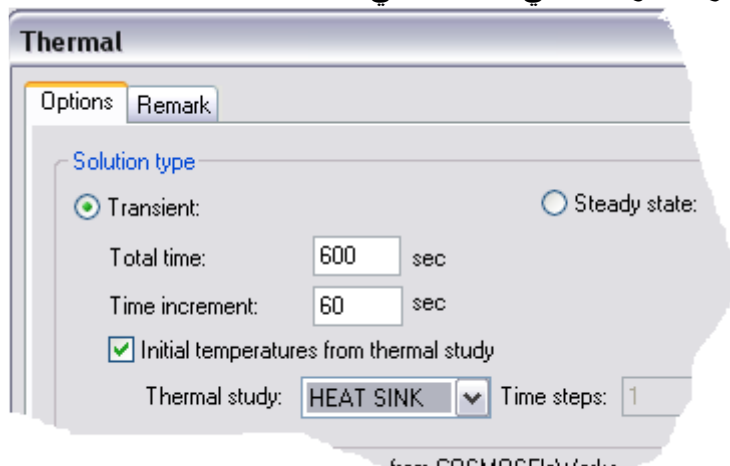 Thermal
Options Remark
Solution type
Transient: Steady state:
Total time: 600 sec
Time increment: 60 sec
Initial temperatures from thermal study
Thermal study: HEAT SINK Time steps: 1